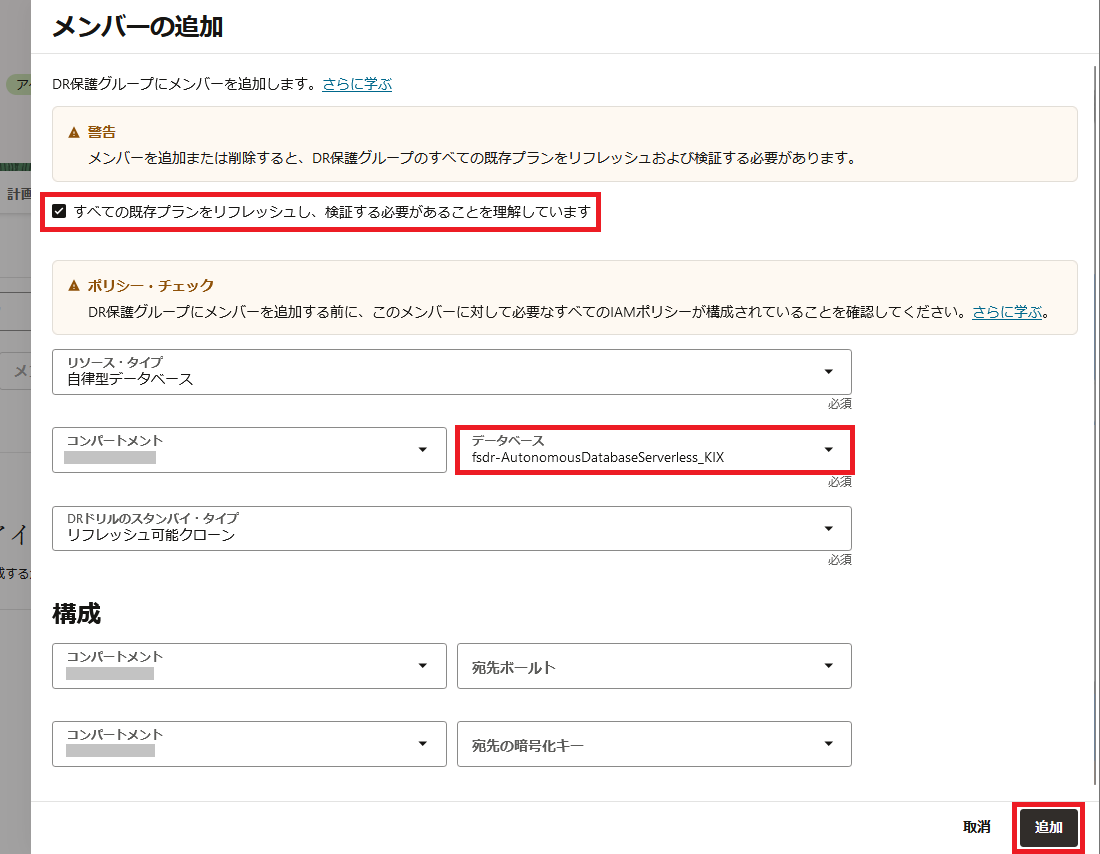 メンバーの追加
DR保護グループにメンバーを追加します。さらに学ぶ
ア
警告
メンバーを追加または削除すると、DR保護グループのすべての既存プランをリフレッシュおよび検証する必要があります。
計画
すべての既存プランをリフレッシュし、検証する必要があることを理解しています
ポリシー・チェック
DR保護グループにメンバーを追加する前に、このメンバーに対して必要なすべてのIAMポリシーが構成されていることを確認してください。さらに学ぶ。
リソース・タイプ
自律型データベース
メ
必須
コンパートメント
データベース
fsdr-AutonomousDatabaseServerless_KIX
必須
DRドリルのスタンバイ・タイプ
リフレッシュ可能クローン
必須
アイ
成する
構成
コンパートメント
宛先ボールト
コンパートメント
宛先の暗号化キー
取消
追加